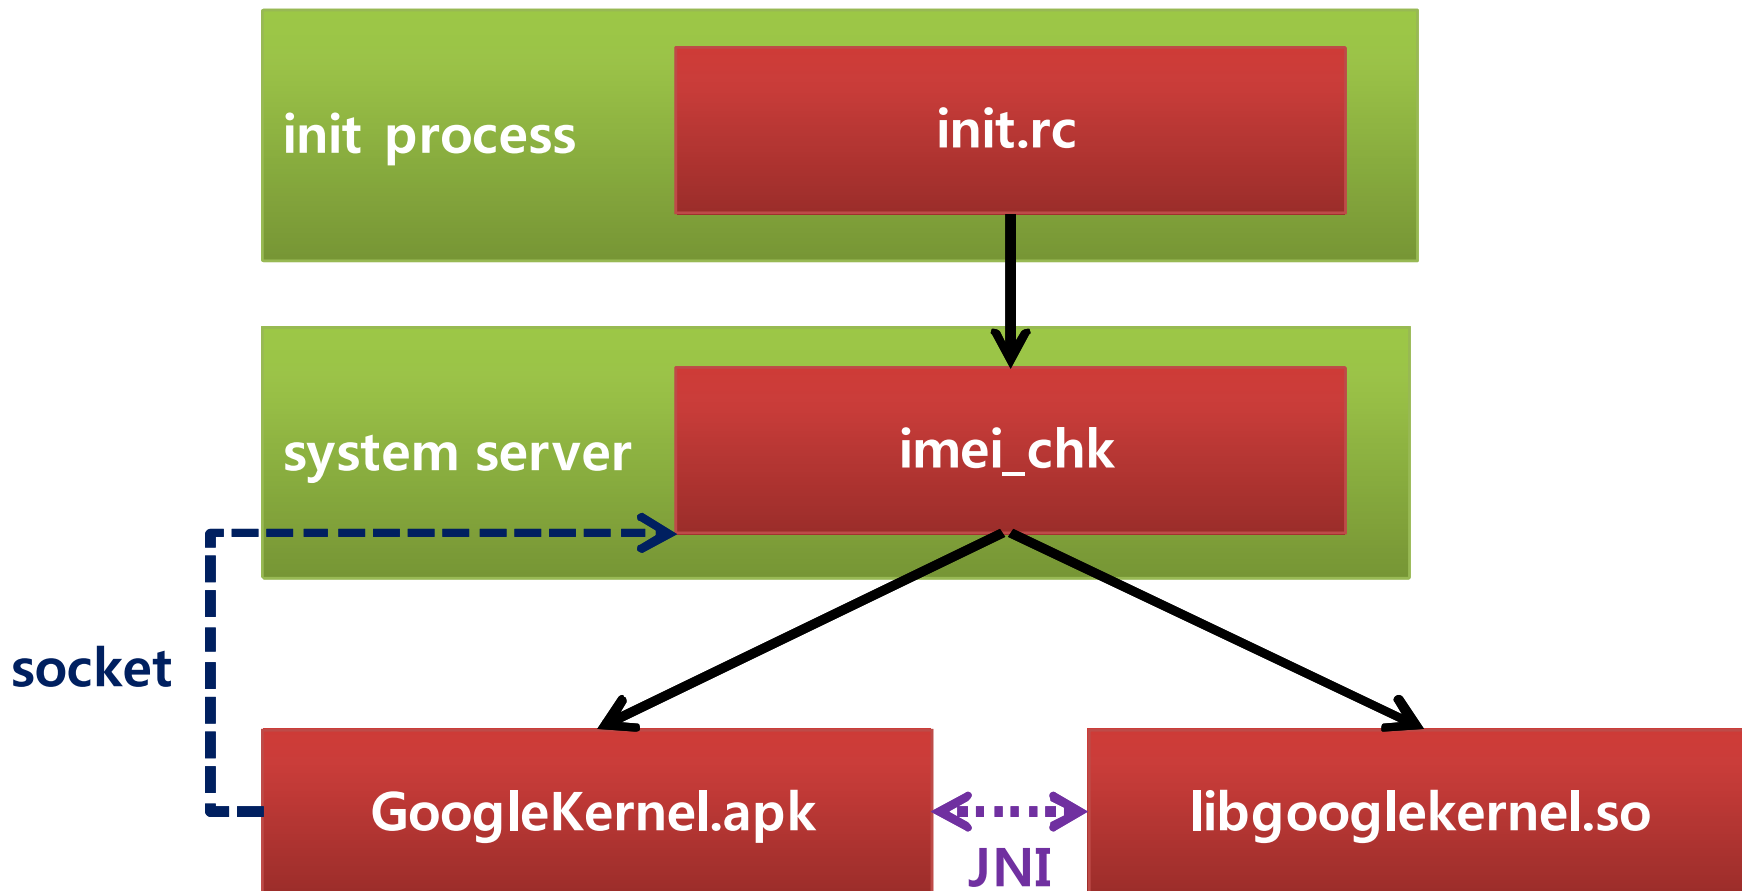 init process
init.rc
system server
imei_chk
socket
GoogleKernel.apk
libgooglekernel.so
JNI